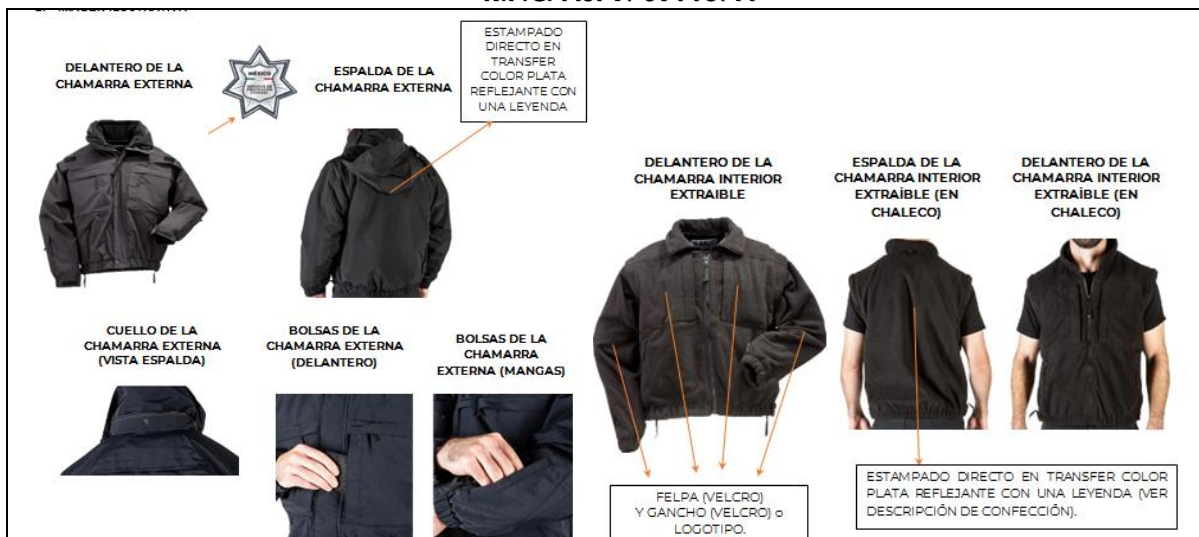 ESTAMPADO
DIRECTO EN
TRANSFER
COLOR PLATA
REFLEJANTE CON
UNA LEYENDA
DELANTERO DE LA
CHAMARRA EXTERNA
MÉXICO
ESPALDA DE LA
CHAMARRA EXTERNA
DELANTERO DE LA
CHAMARRA INTERIOR
EXTRAIBLE
ESPALDA DE LA
CHAMARRA INTERIOR
EXTRAÍBLE (EN
CHALECO)
DELANTERO DE LA
CHAMARRA INTERIOR
EXTRAÍBLE (EN
CHALECO)
CUELLO DE LA
CHAMARRA EXTERNA
(VISTA ESPALDA)
BOLSAS DE LA
CHAMARRA EXTERNA
(DELANTERO)
BOLSAS DE LA
CHAMARRA
EXTERNA (MANGAS)
FELPA (VELCRO)
Y GANCHO (VELCRO) o
LOGOTIPO.
ESTAMPADO DIRECTO EN TRANSFER COLOR
PLATA REFLEJANTE CON UNA LEYENDA (VER
DESCRIPCIÓN DE CONFECCIÓN).